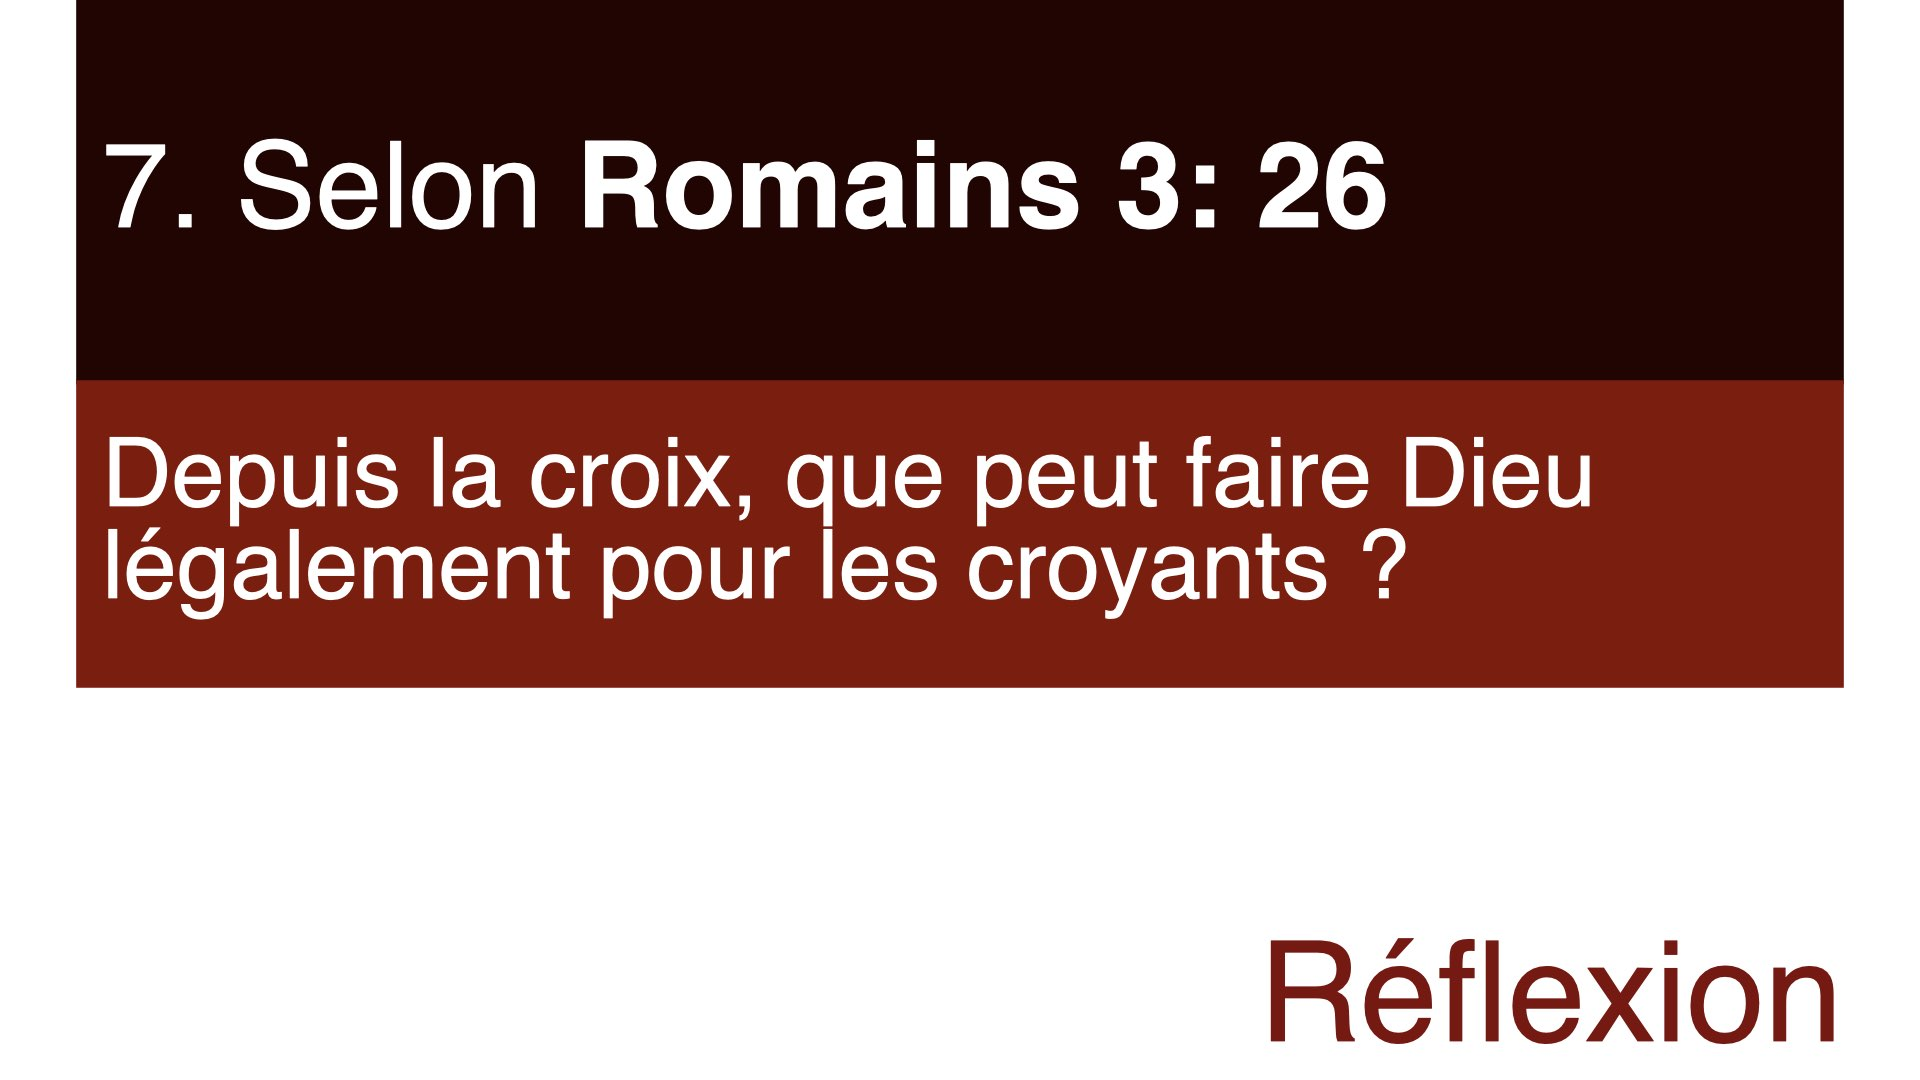 7. Selon Romains 3: 26
Depuis la croix, que peut faire Dieu
légalement pour les croyants ?
Réflexion